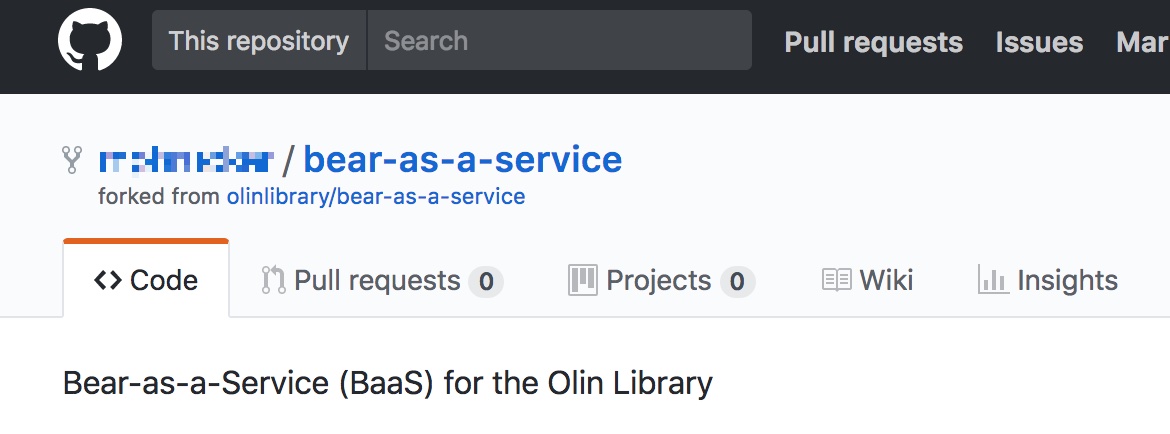 This repository Search Pull requests Issues Mar
/ bear-as-a-service
forked from olinlibrary/bear-as-a-service
Code Pull requests 0 Projects 0 Wiki Insights
Bear-as-a-Service (BaaS) for the Olin Library